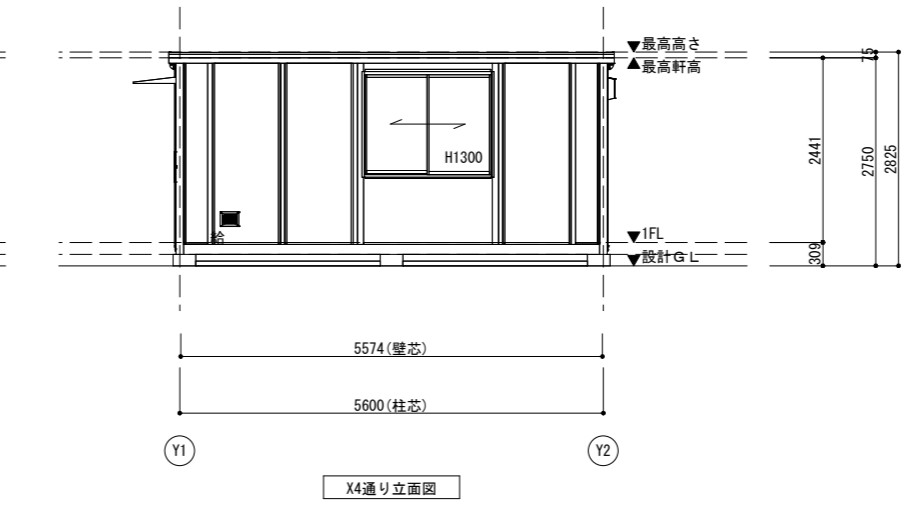 ▼最高高さ
▲最高軒高
75
H1300
2441
2750
2825
給
▼1FL
▼設計ＧＬ
309
5574(壁芯)
5600(柱芯)
Y1
Y2
X4通り立面図